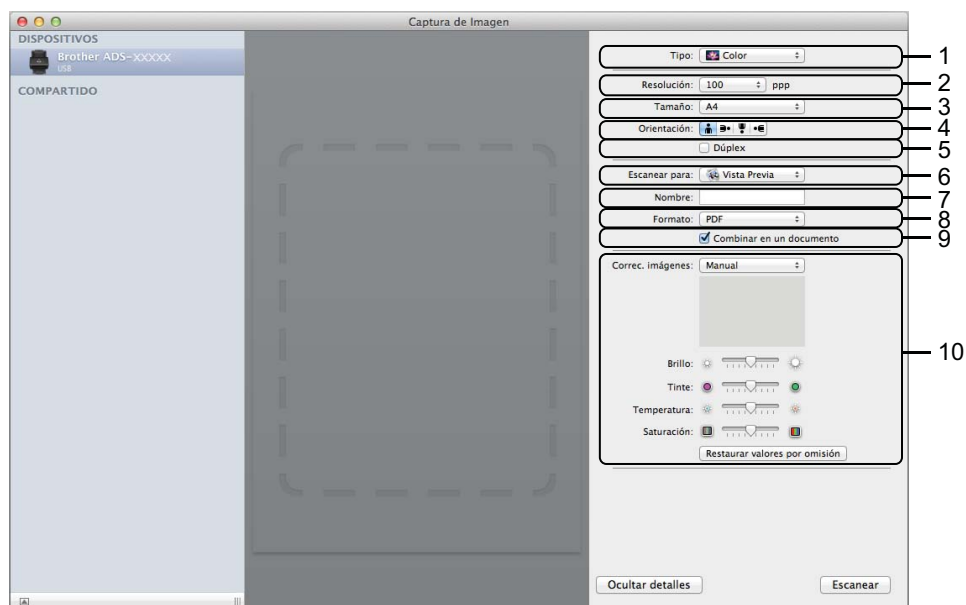 Captura de Imagen
DISPOSITIVOS
Brother ADS-XXXXX
USB
COMPARTIDO
Tipo: Color 1
Resolución: 100 ppp 2
Tamaño: A4 3
Orientación: 4
Dúplex 5
Escanear para: Vista Previa 6
Nombre: 7
Formato: PDF 8
Combinar en un documento 9
Correc. imágenes: Manual
10
Brillo:
Tinte:
Temperatura:
Saturación:
Restaurar valores por omisión
Ocultar detalles Escanear